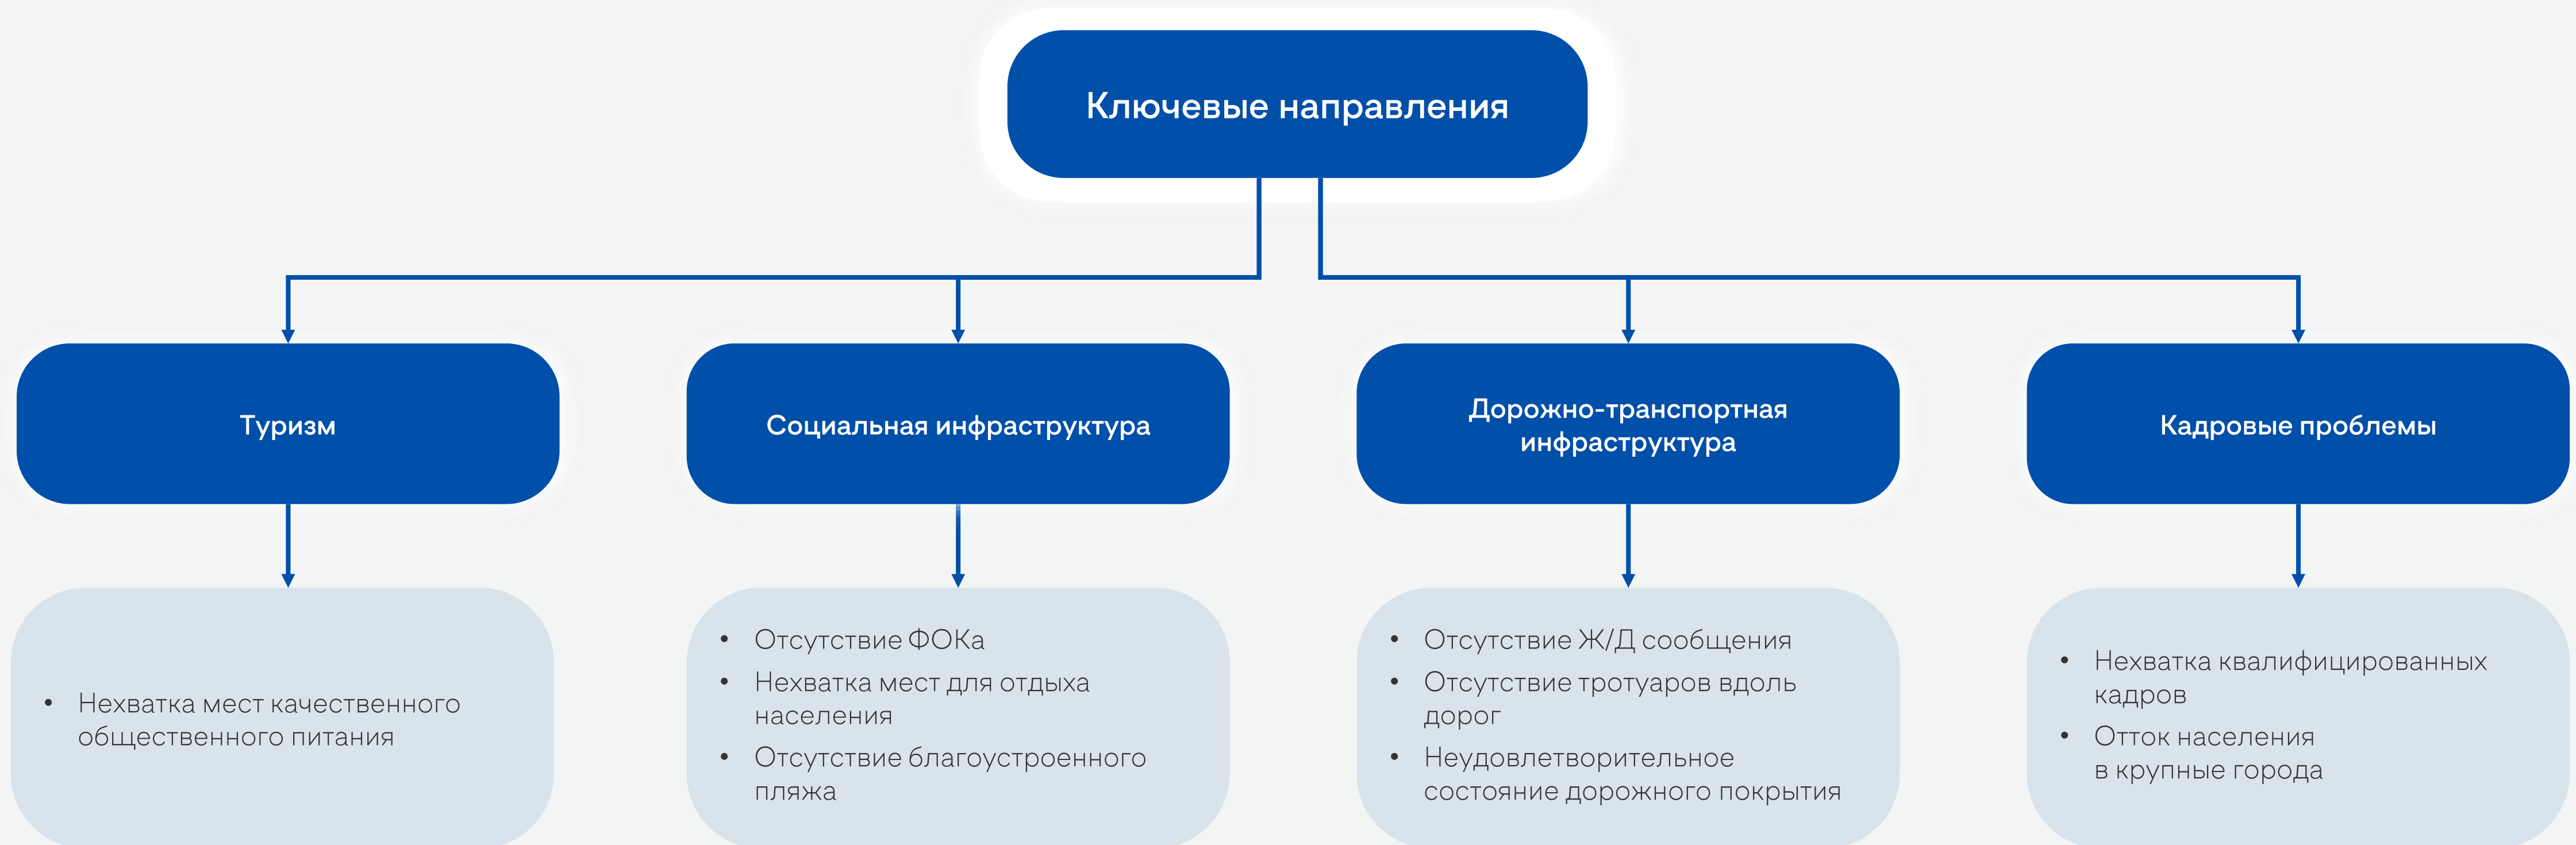 Ключевые направления
Туризм
Социальная инфраструктура
Дорожно-транспортная
инфраструктура
Кадровые проблемы
• Нехватка мест качественного
общественного питания
• Отсутствие ФОКа
• Нехватка мест для отдыха
населения
• Отсутствие благоустроенного
пляжа
• Отсутствие Ж/Д сообщения
• Отсутствие тротуаров вдоль
дорог
• Неудовлетворительное
состояние дорожного покрытия
• Нехватка квалифицированных
кадров
• Отток населения
в крупные города